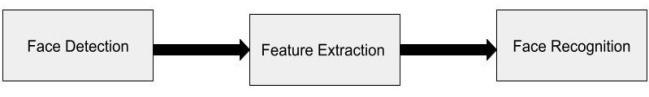 Face Detection
Feature Extraction
Face Recognition